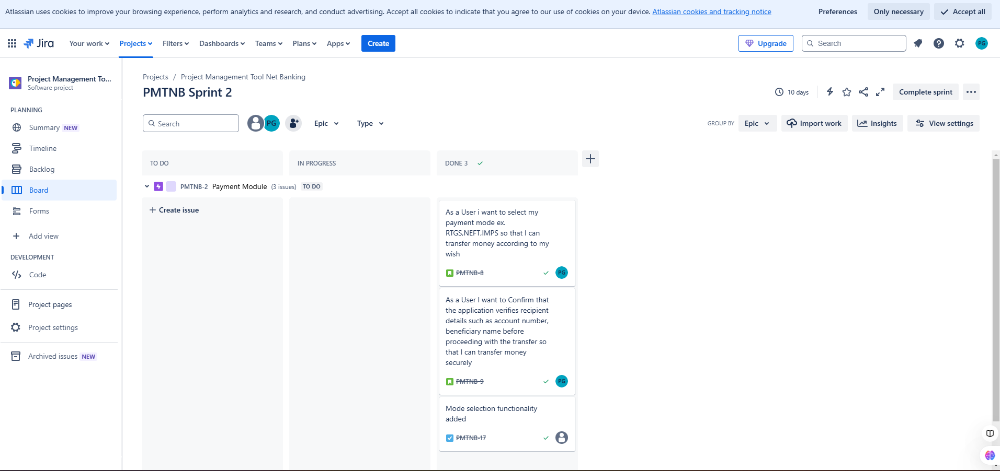 Atlassian uses cookies to improve your browsing experience, perform analytics and research, and conduct advertising. Accept all cookies to indicate that you agree to our use of cookies on your device. Atlassian cookies and tracking notice
Preferences
Only necessary
Accept all
Jira
Your work
Projects
Filters
Dashboards
Teams
Plans
Apps
Create
Upgrade
Search
PG
Project Management To...
Software project
PLANNING
Summary NEW
Timeline
Backlog
Board
Forms
Add view
DEVELOPMENT
Code
Project pages
Project settings
Archived issues NEW
Projects / Project Management Tool Net Banking
PMTNB Sprint 2
10 days
Complete sprint
Search
PG
Epic
Type
GROUP BY
Epic
Import work
Insights
View settings
TO DO
IN PROGRESS
DONE 3
PMTNB-2 Payment Module (3 issues) TO DO
Create issue
As a User i want to select my
payment mode ex.
RTGS,NEFT,IMPS so that I can
transfer money according to my
wish
PMTNB-8
PG
As a User I want to Confirm that
the application verifies recipient
details such as account number,
beneficiary name before
proceeding with the transfer so
that I can transfer money
securely
PMTNB-9
PG
Mode selection functionality
added
PMTNB-17